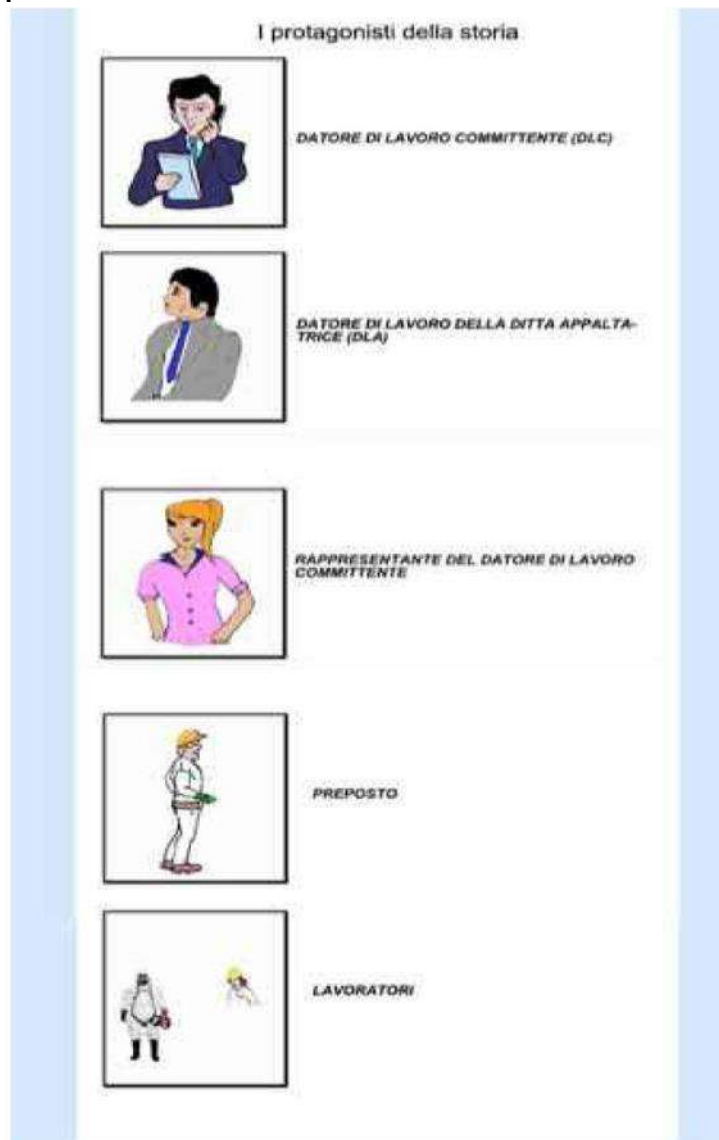 I protagonisti della storia
DATORE DI LAVORO COMMITTENTE (DLC)
DATORE DI LAVORO DELLA DITTA APPALTA-
TRICE (DLA)
RAPPRESENTANTE DEL DATORE DI LAVORO
COMMITTENTE
PREPOSTO
LAVORATORI